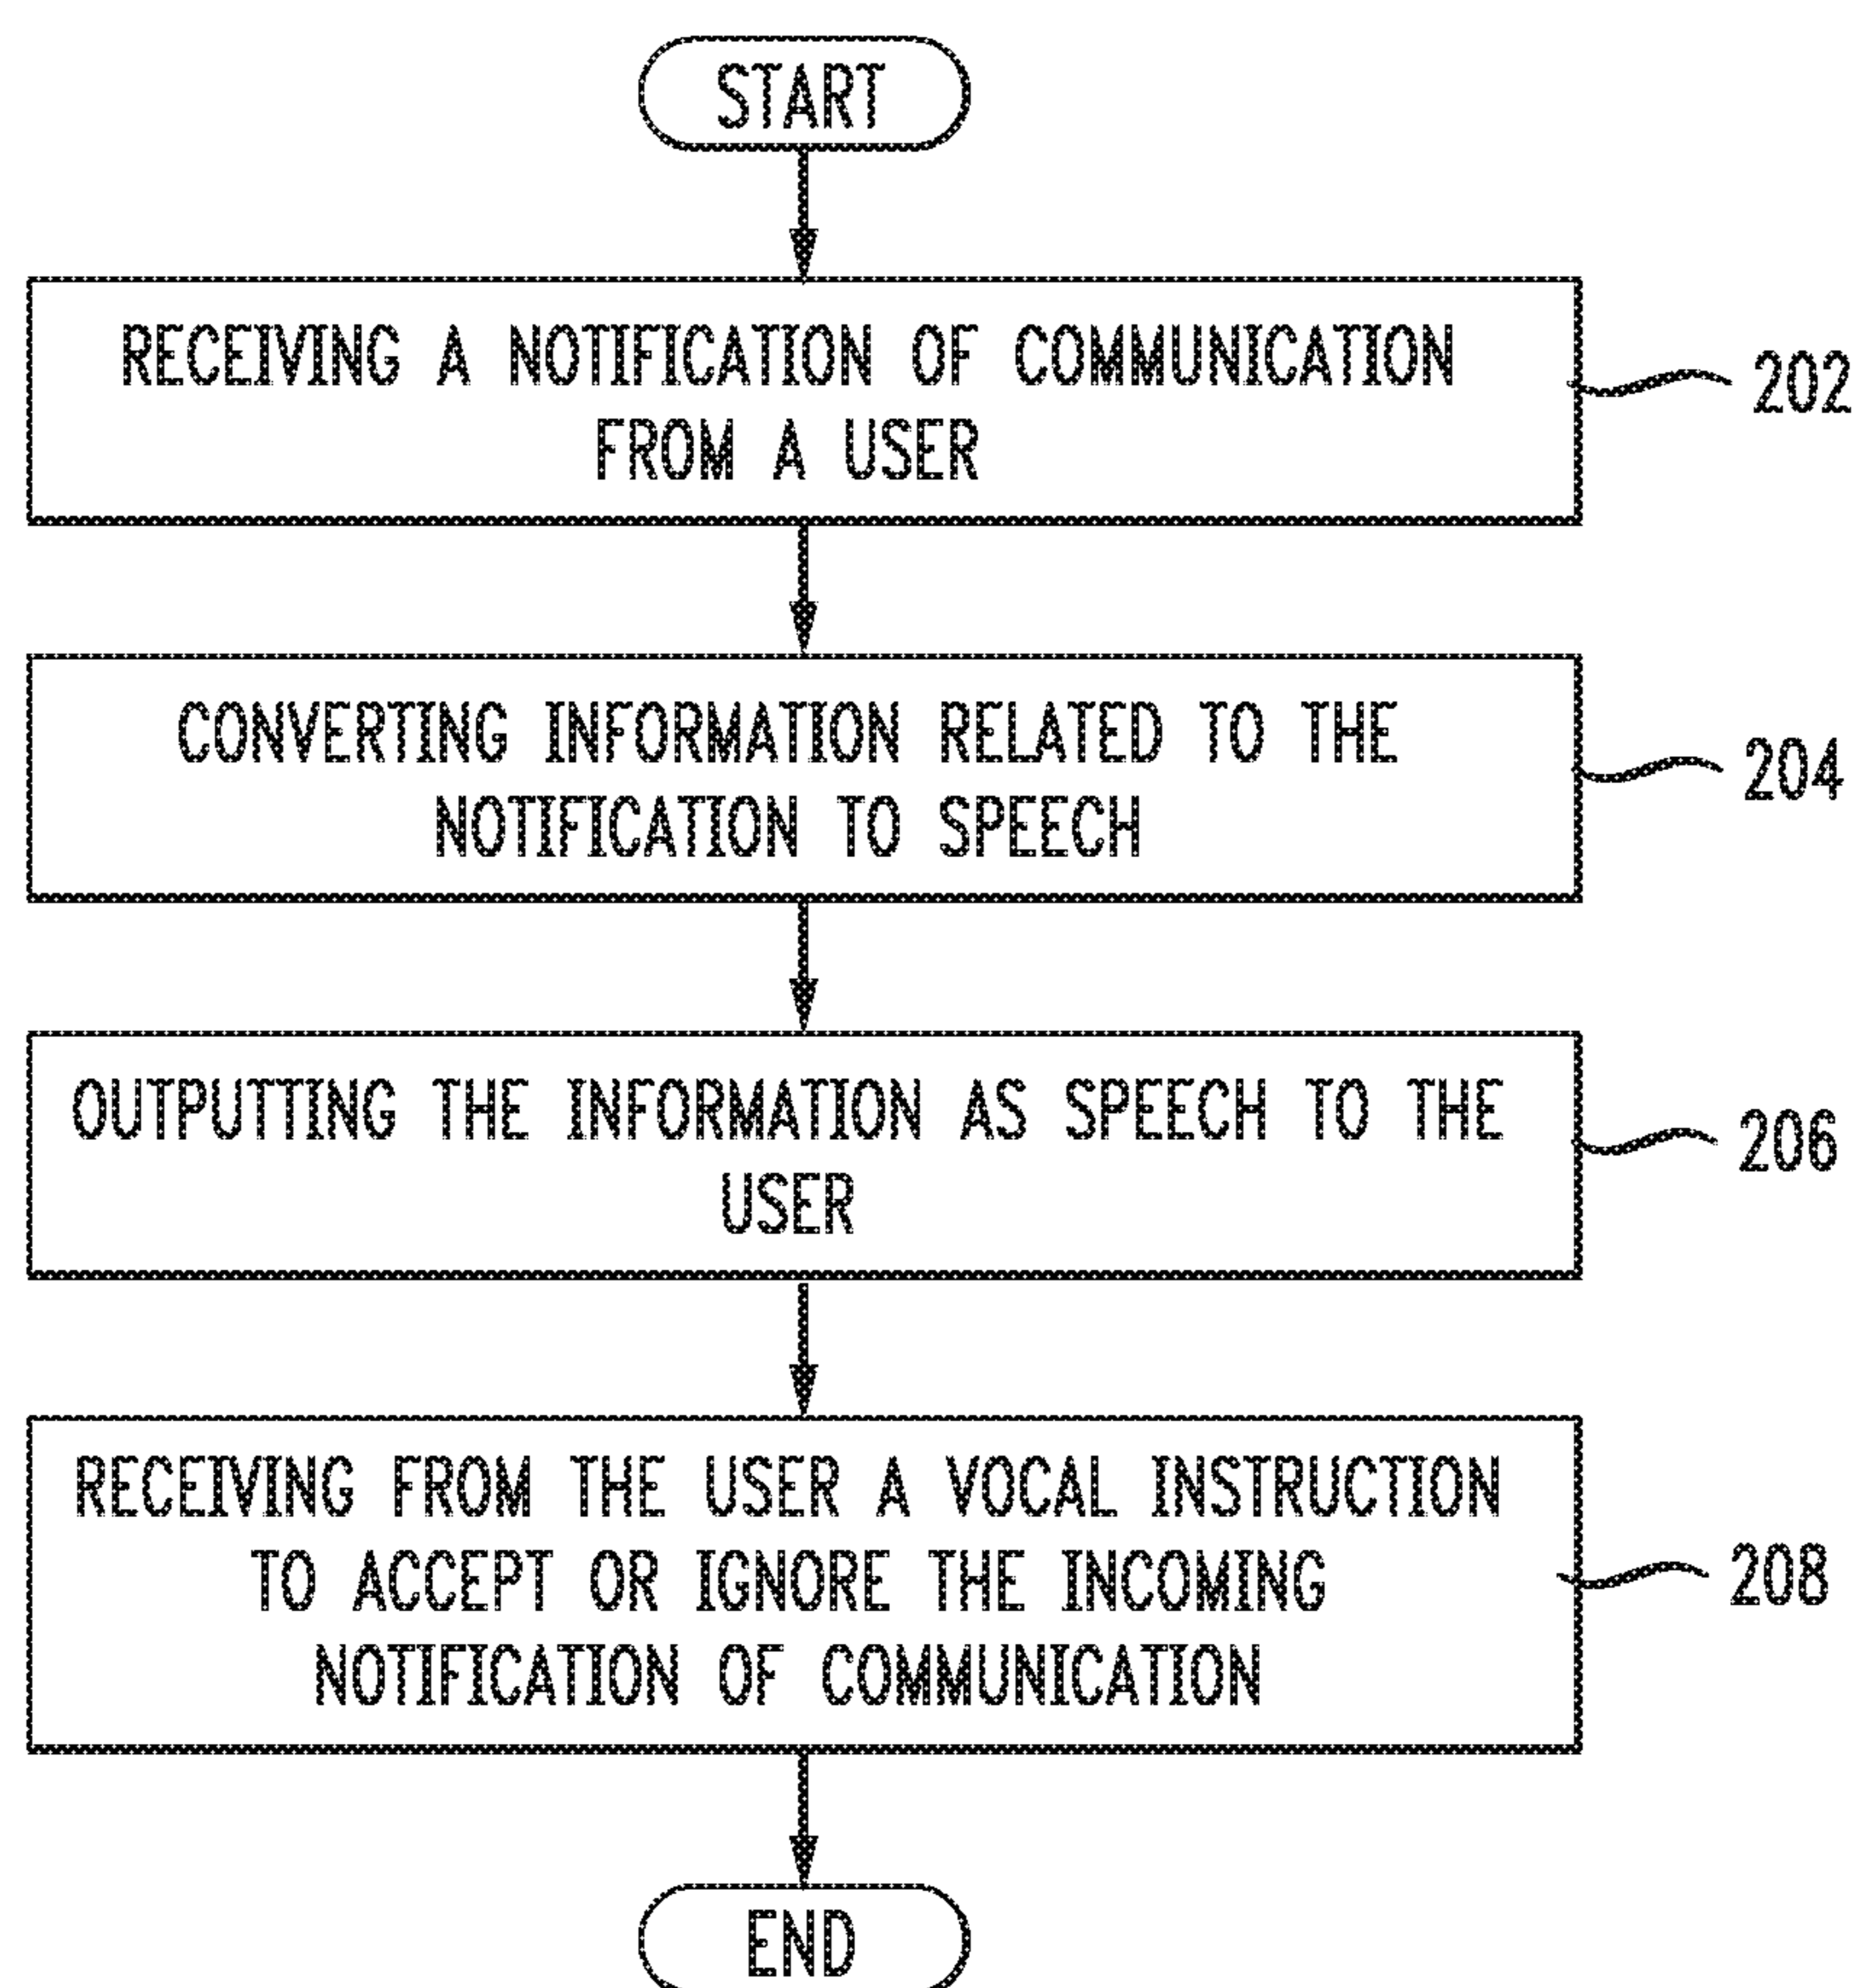 START
RECEIVING A NOTIFICATION OF COMMUNICATION
FROM A USER
202
CONVERTING INFORMATION RELATED TO THE
NOTIFICATION TO SPEECH
204
OUTPUTTING THE INFORMATION AS SPEECH TO THE
USER
206
RECEIVING FROM THE USER A VOCAL INSTRUCTION
TO ACCEPT OR IGNORE THE INCOMING
NOTIFICATION OF COMMUNICATION
208
END